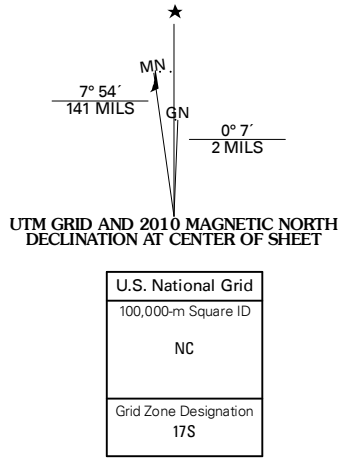 ★
MN
GN
7° 54´
141 MILS
0° 7´
2 MILS
UTM GRID AND 2010 MAGNETIC NORTH
DECLINATION AT CENTER OF SHEET
U.S. National Grid
100,000-m Square ID
NC
Grid Zone Designation
17S